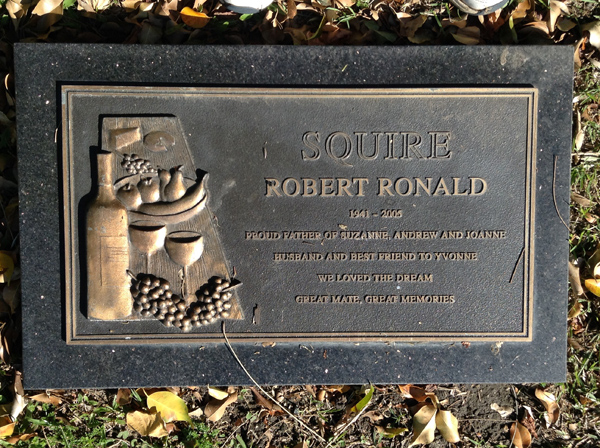 SQUIRE
ROBERT RONALD
1941 - 2005
PROUD FATHER OF SUZANNE, ANDREW AND JOANNE
HUSBAND AND BEST FRIEND TO YVONNE
WE LOVED THE DREAM
GREAT MATE, GREAT MEMORIES